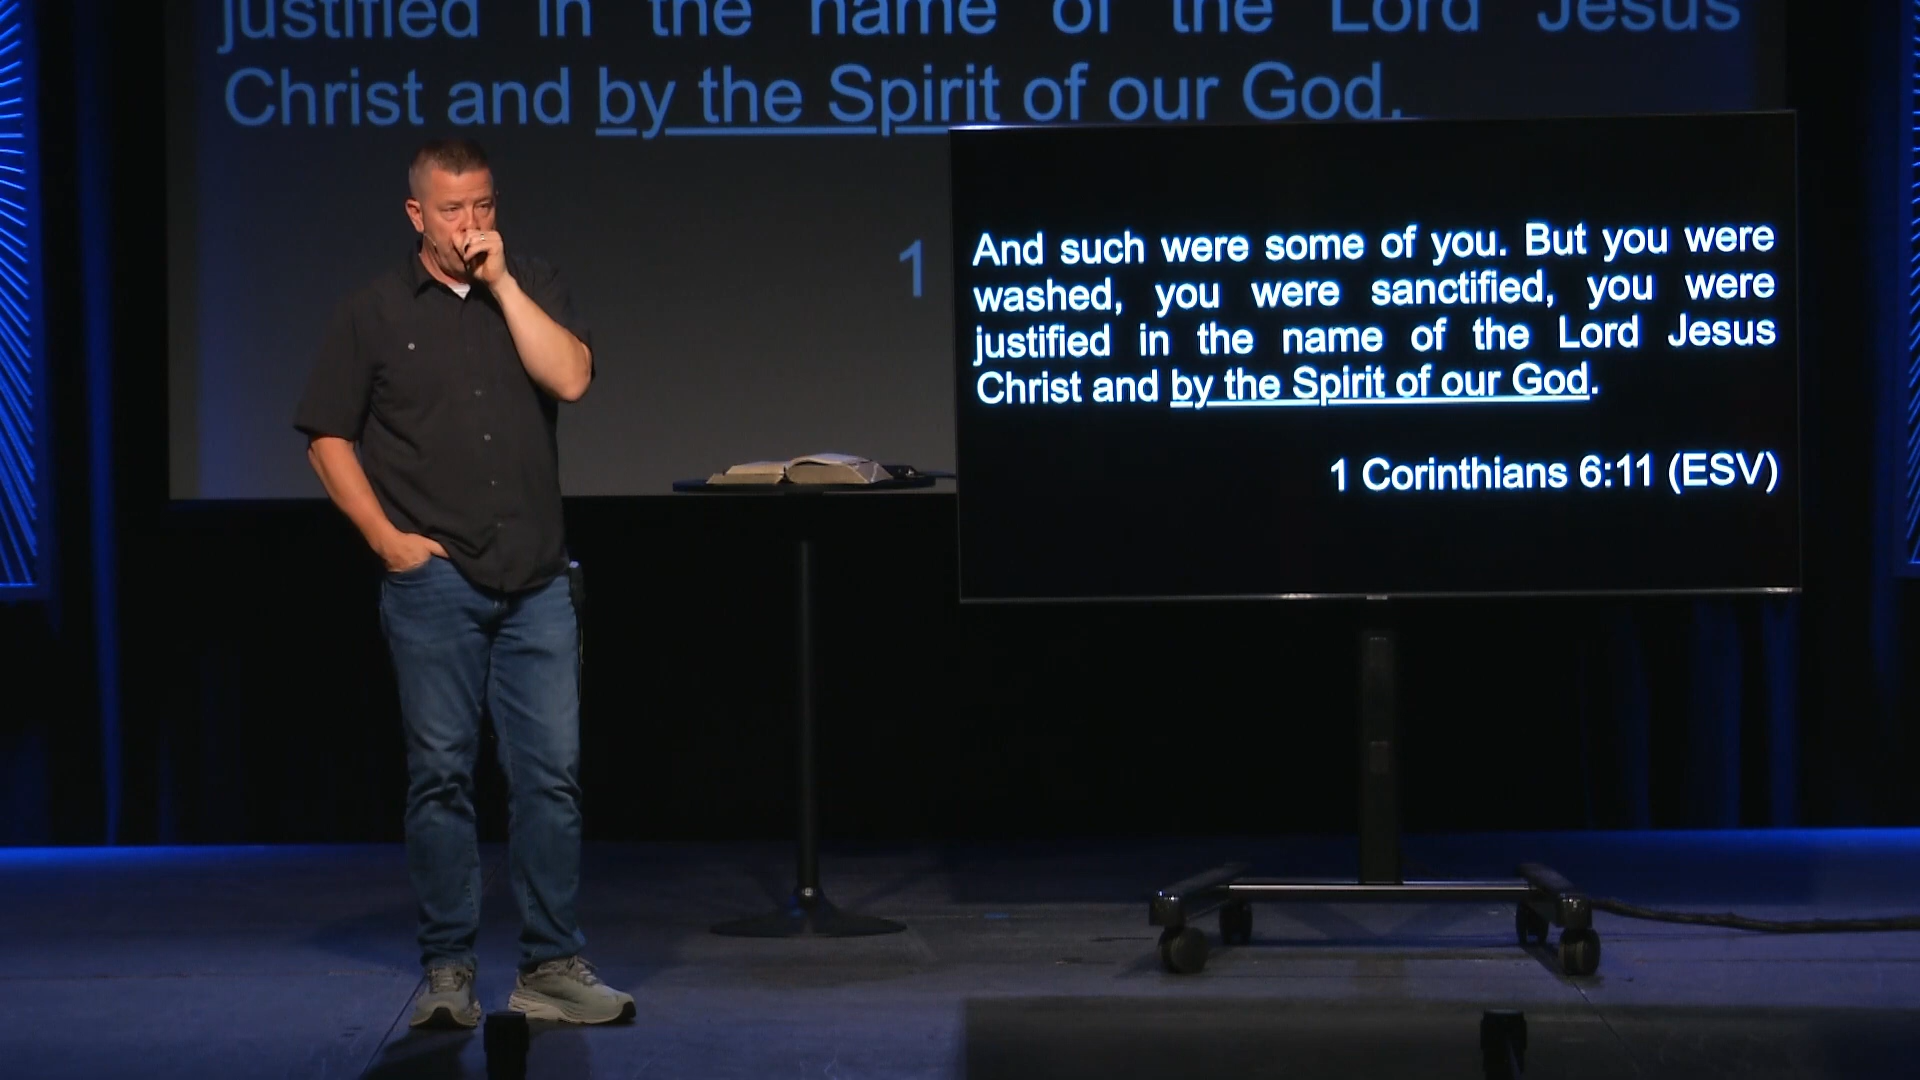 justified in the name of the Lord Jesus
Christ and by the Spirit of our God.
1
And such were some of you. But you were
washed, you were sanctified, you were
justified in the name of the Lord Jesus
Christ and by the Spirit of our God.
1 Corinthians 6:11 (ESV)